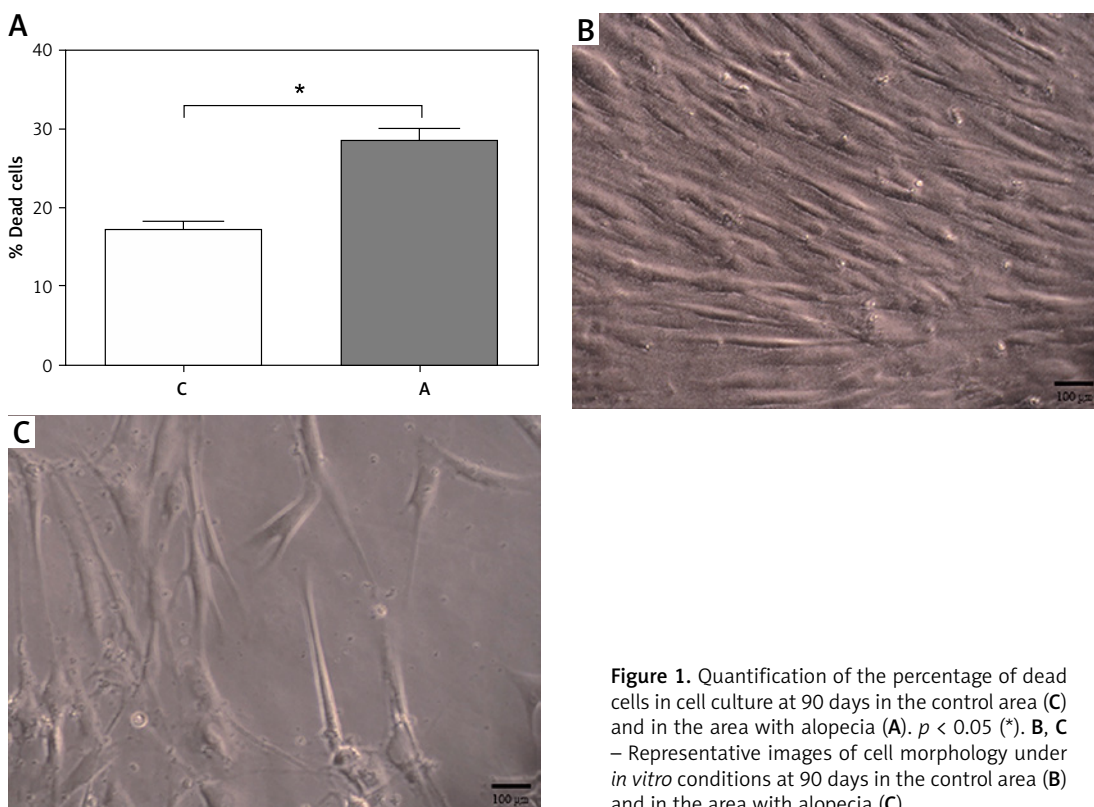 A
40
30
20
10
0
% Dead cells
*
C
A
B
100 µm
C
100 µm
Figure 1. Quantification of the percentage of dead
cells in cell culture at 90 days in the control area (C)
and in the area with alopecia (A). p < 0.05 (*). B, C
– Representative images of cell morphology under
in vitro conditions at 90 days in the control area (B)
and in the area with alopecia (C)